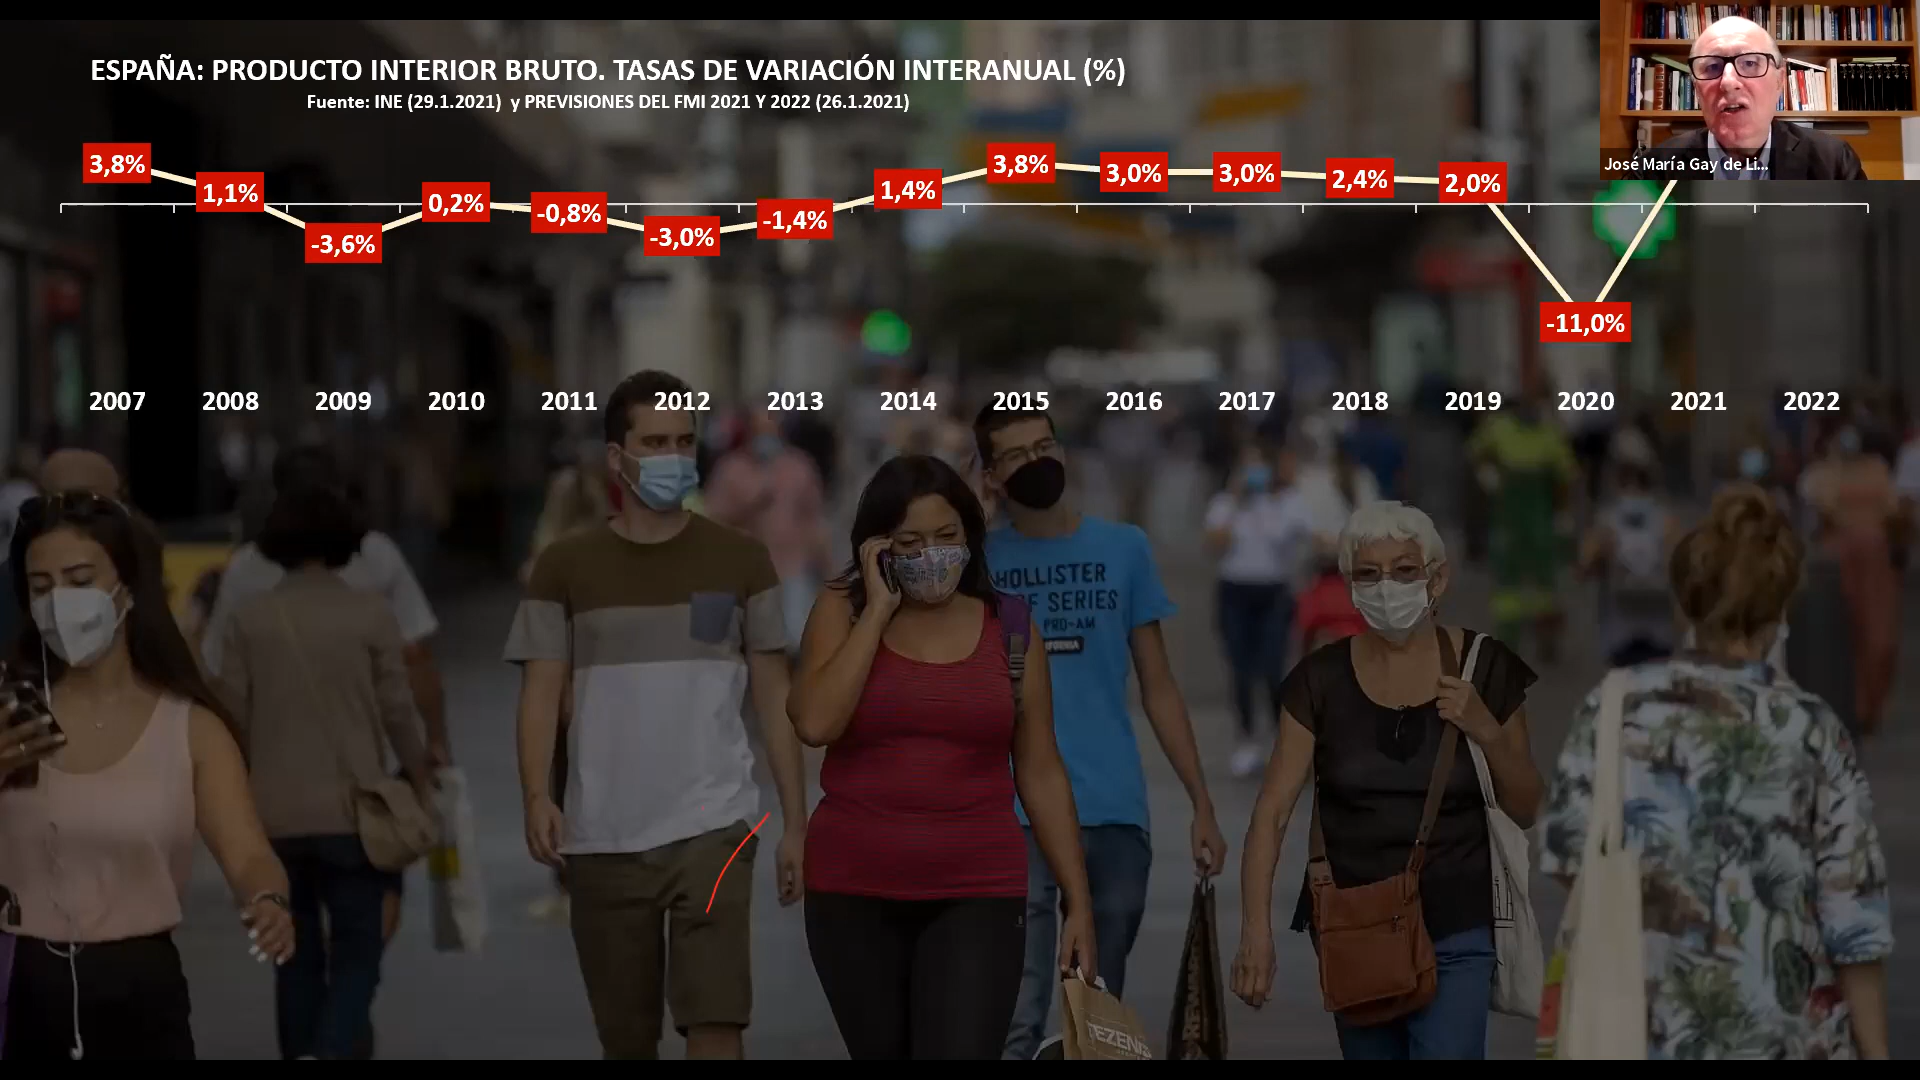 ESPAÑA: PRODUCTO INTERIOR BRUTO. TASAS DE VARIACIÓN INTERANUAL (%)
Fuente: INE (29.1.2021) y PREVISIONES DEL FMI 2021 Y 2022 (26.1.2021)
José María Gay de Li...
3,8%
1,1%
-3,6%
0,2%
-0,8%
-3,0%
-1,4%
1,4%
3,8%
3,0%
3,0%
2,4%
2,0%
-11,0%
2007 2008 2009 2010 2011 2012 2013 2014 2015 2016 2017 2018 2019 2020 2021 2022
HOLLISTER
SERIES
PRO-AM
TEZENIS